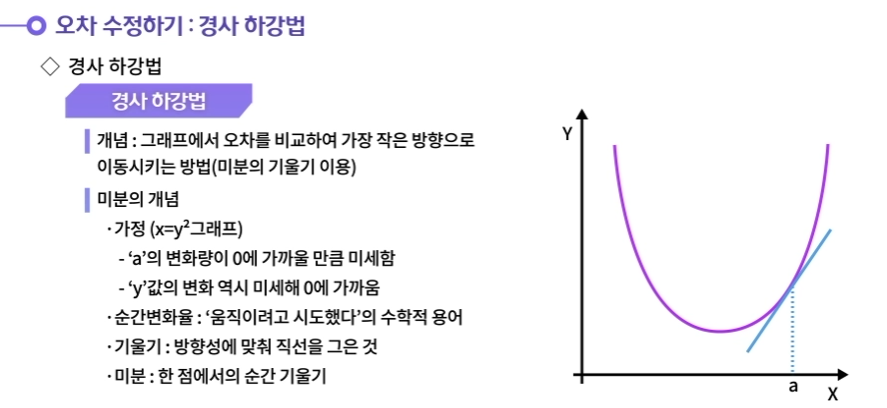 오차 수정하기 : 경사 하강법
◇ 경사 하강법
경사 하강법
개념 : 그래프에서 오차를 비교하여 가장 작은 방향으로
이동시키는 방법(미분의 기울기 이용)
미분의 개념
·가정 (x=y²그래프)
- ‘a’의 변화량이 0에 가까울 만큼 미세함
- ‘y’값의 변화 역시 미세해 0에 가까움
·순간변화율 : ‘움직이려고 시도했다’의 수학적 용어
·기울기 : 방향성에 맞춰 직선을 그은 것
·미분 : 한 점에서의 순간 기울기
Y
a
X